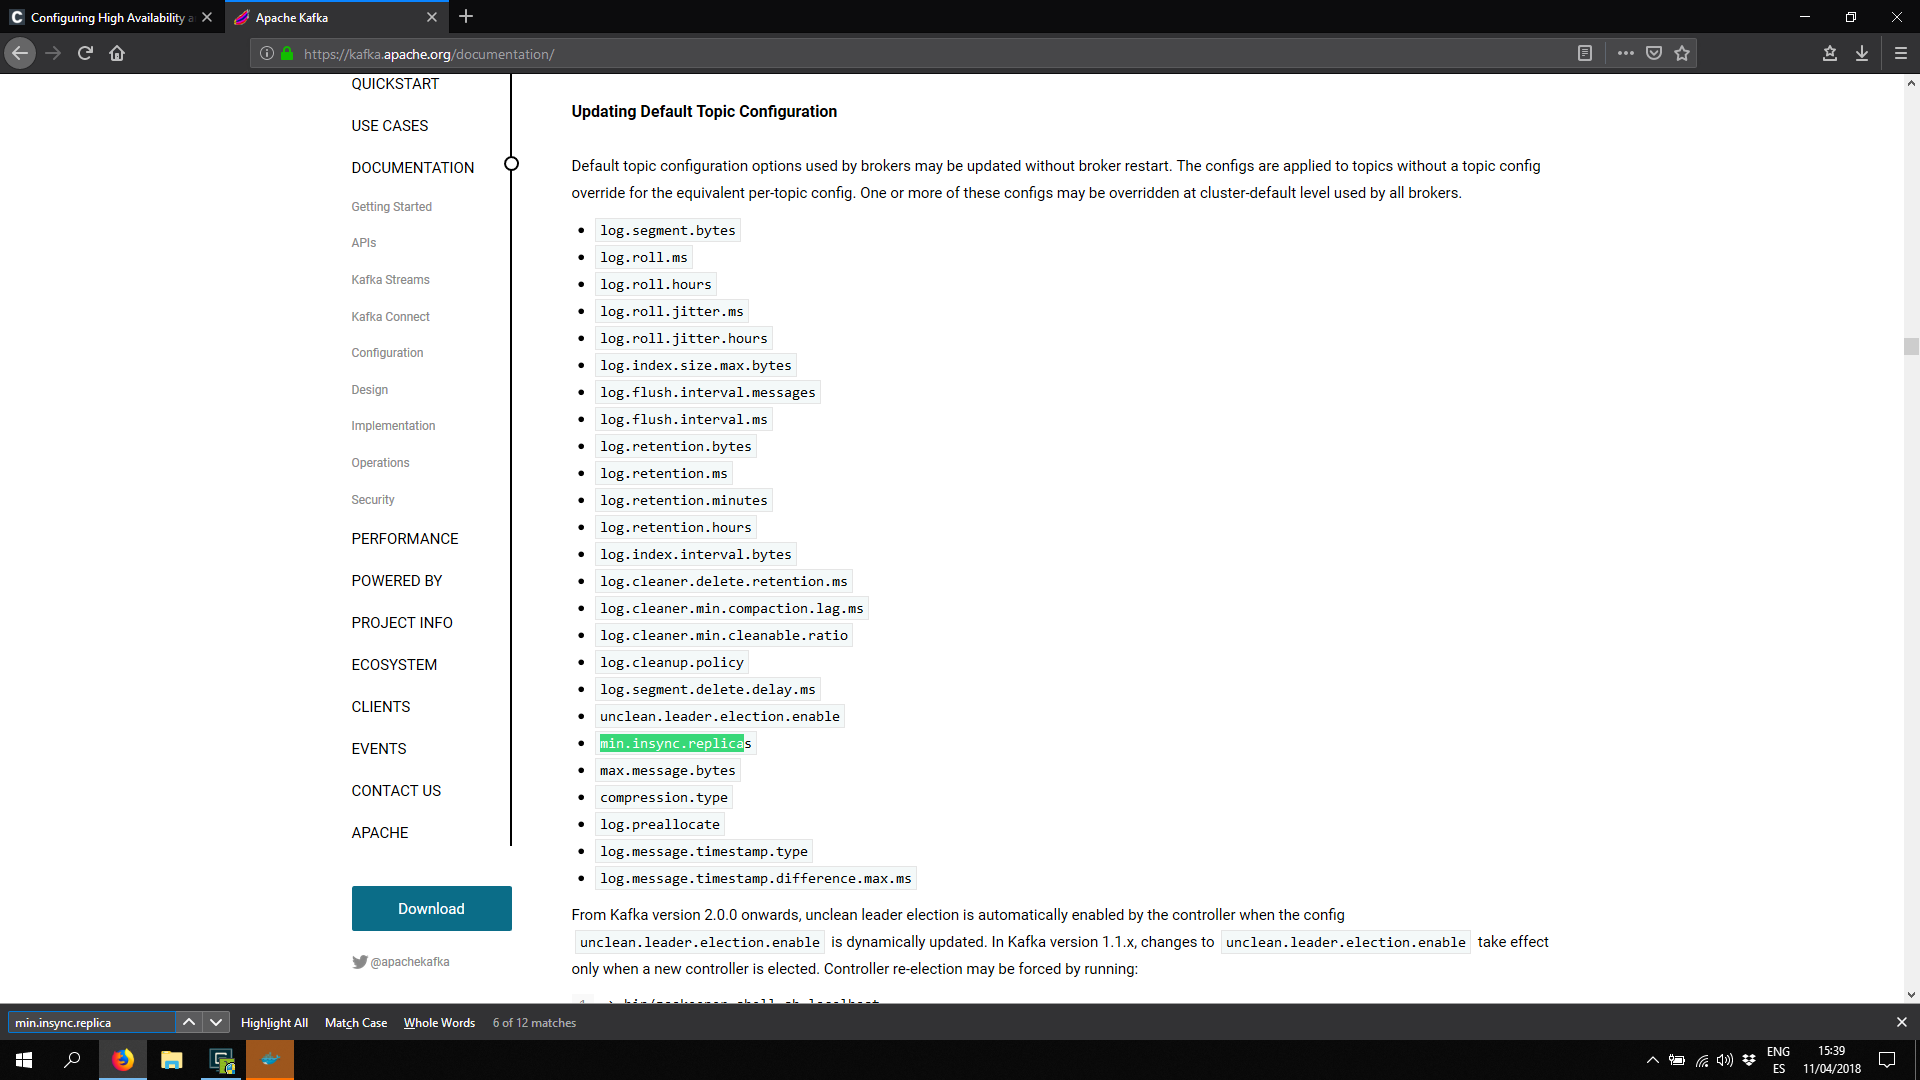 Configuring High Availability a
Apache Kafka
https://kafka.apache.org/documentation/
QUICKSTART
USE CASES
DOCUMENTATION
Getting Started
APIs
Kafka Streams
Kafka Connect
Configuration
Design
Implementation
Operations
Security
PERFORMANCE
POWERED BY
PROJECT INFO
ECOSYSTEM
CLIENTS
EVENTS
CONTACT US
APACHE
Download
@apachekafka
Updating Default Topic Configuration
Default topic configuration options used by brokers may be updated without broker restart. The configs are applied to topics without a topic config
override for the equivalent per-topic config. One or more of these configs may be overridden at cluster-default level used by all brokers.
log.segment.bytes
log.roll.ms
log.roll.hours
log.roll.jitter.ms
log.roll.jitter.hours
log.index.size.max.bytes
log.flush.interval.messages
log.flush.interval.ms
log.retention.bytes
log.retention.ms
log.retention.minutes
log.retention.hours
log.index.interval.bytes
log.cleaner.delete.retention.ms
log.cleaner.min.compaction.lag.ms
log.cleaner.min.cleanable.ratio
log.cleanup.policy
log.segment.delete.delay.ms
unclean.leader.election.enable
min.insync.replicas
max.message.bytes
compression.type
log.preallocate
log.message.timestamp.type
log.message.timestamp.difference.max.ms
From Kafka version 2.0.0 onwards, unclean leader election is automatically enabled by the controller when the config
unclean.leader.election.enable is dynamically updated. In Kafka version 1.1.x, changes to unclean.leader.election.enable take effect
only when a new controller is elected. Controller re-election may be forced by running:
min.insync.replica
Highlight All
Match Case
Whole Words
6 of 12 matches
ENG
ES
15:39
11/04/2018